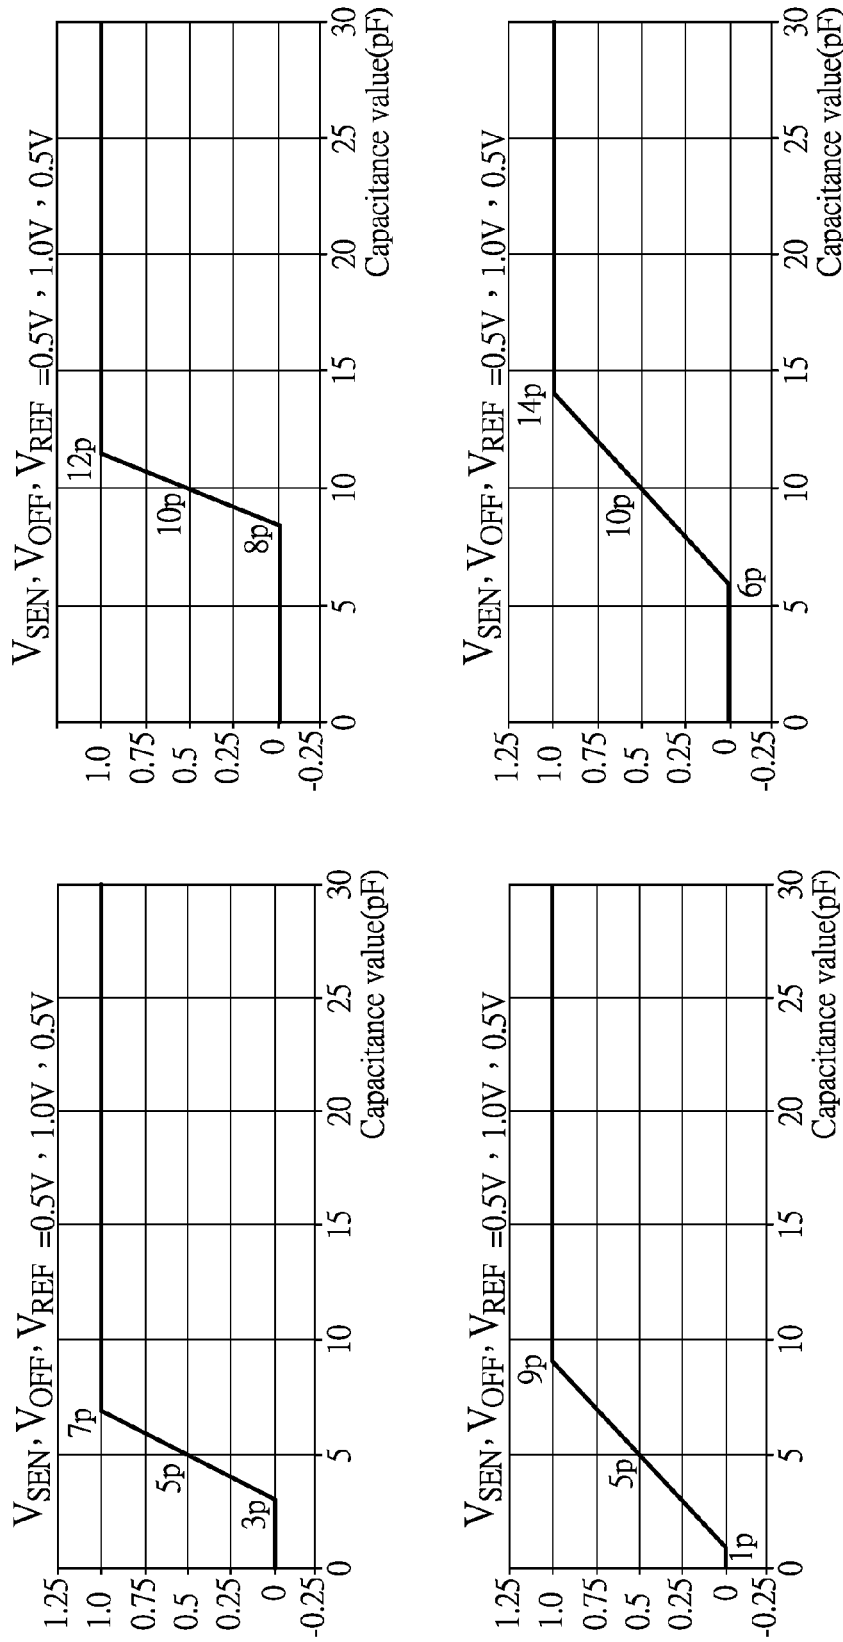 V_SEN, V_OFF, V_REF =0.5V , 1.0V , 0.5V
1.25
1.0
0.75
0.5
0.25
0
-0.25
7p
5p
3p
0 5 10 15 20 25 30
Capacitance value(pF)
V_SEN, V_OFF, V_REF =0.5V , 1.0V , 0.5V
1.0
0.75
0.5
0.25
0
-0.25
12p
10p
8p
0 5 10 15 20 25 30
Capacitance value(pF)
V_SEN, V_OFF, V_REF =0.5V , 1.0V , 0.5V
1.25
1.0
0.75
0.5
0.25
0
-0.25
9p
5p
1p
0 5 10 15 20 25 30
Capacitance value(pF)
V_SEN, V_OFF, V_REF =0.5V , 1.0V , 0.5V
1.25
1.0
0.75
0.5
0.25
0
-0.25
14p
10p
6p
0 5 10 15 20 25 30
Capacitance value(pF)